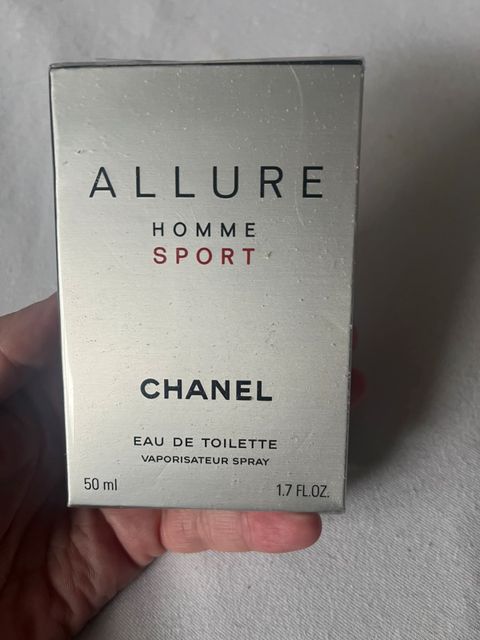 ALLURE
HOMME
SPORT
CHANEL
EAU DE TOILETTE
VAPORISATEUR SPRAY
50 ml 1.7 FL.OZ.